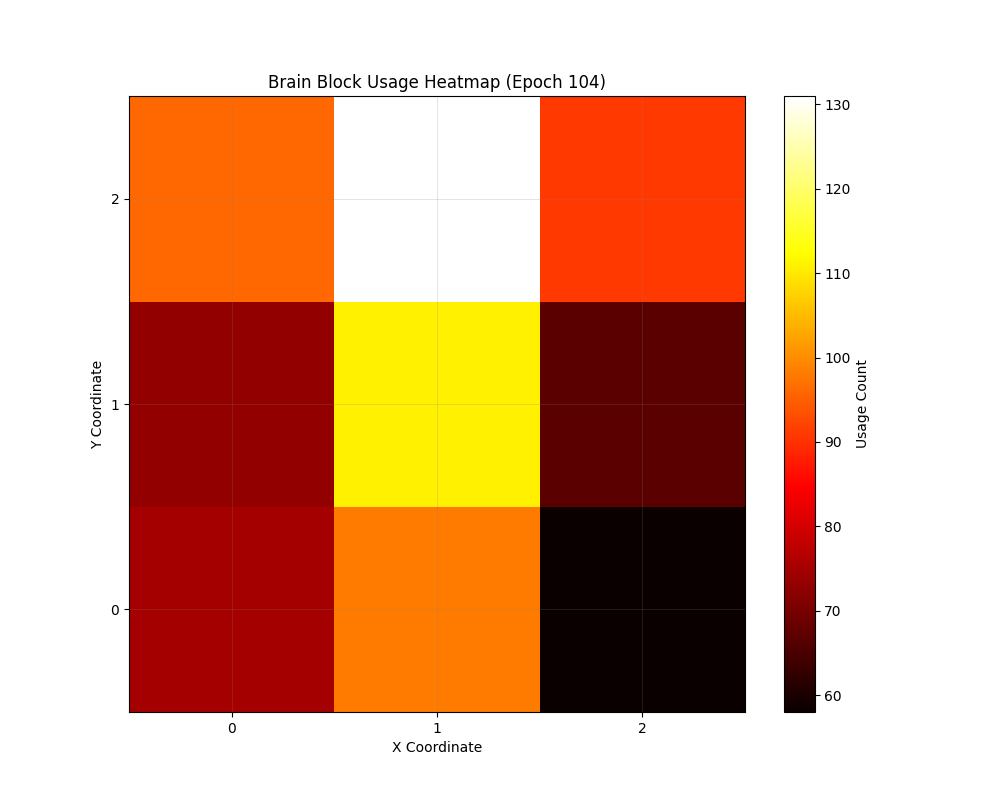 Brain Block Usage Heatmap (Epoch 104)
130
120
110
100
90
80
70
60
Usage Count
2
1
0
Y Coordinate
0 1 2
X Coordinate